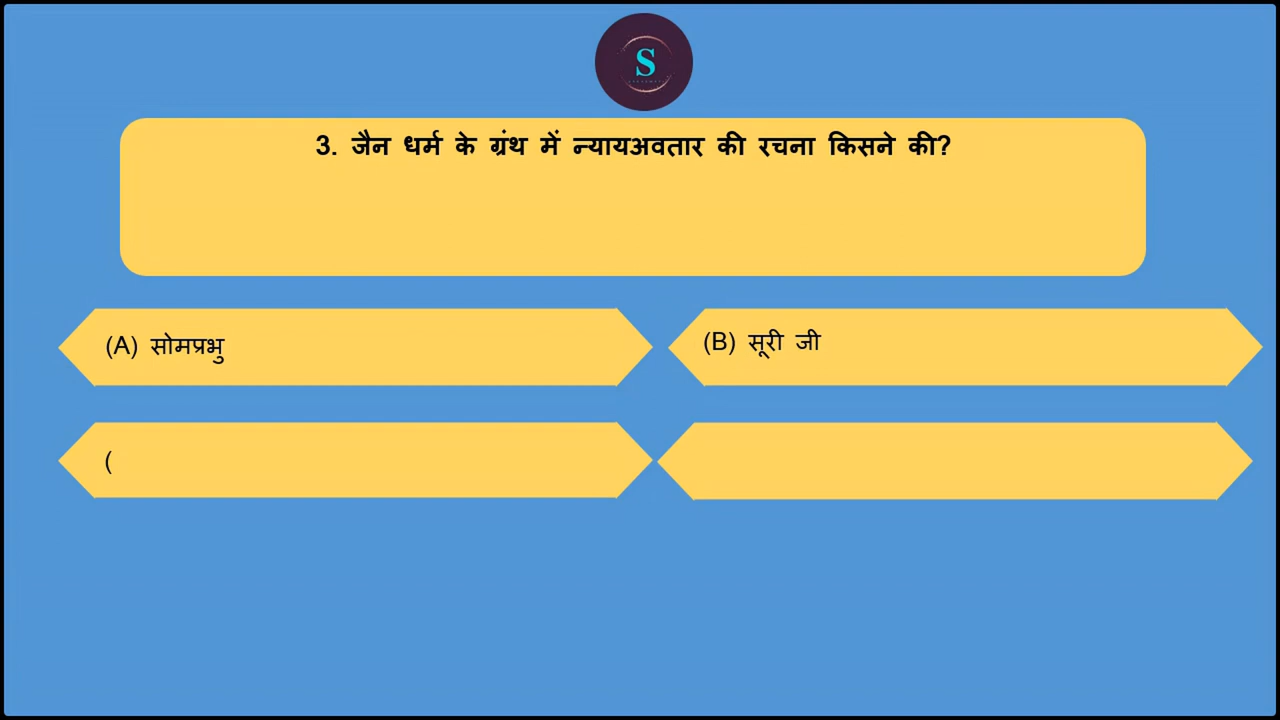 S
3. जैन धर्म के ग्रंथ में न्यायअवतार की रचना किसने की?
(A) सोमप्रभु
(B) सूरी जी
(